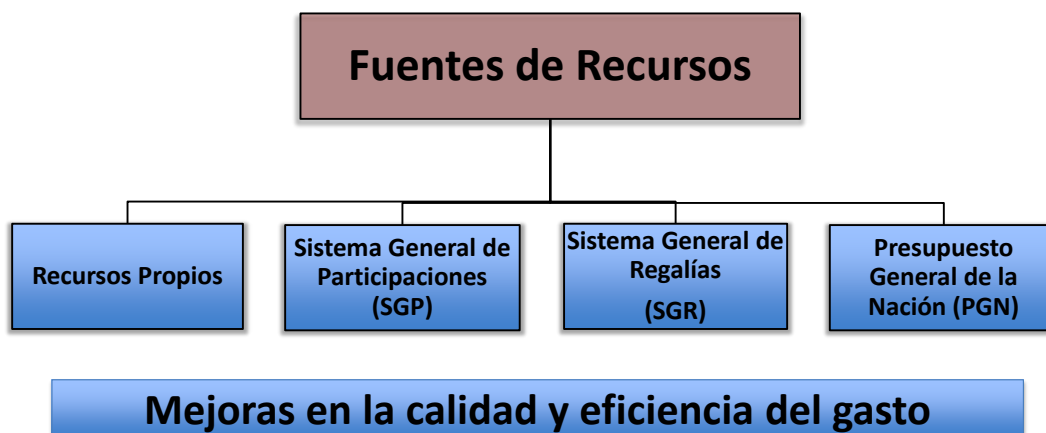 Fuentes de Recursos
Recursos Propios
Sistema General de
Participaciones
(SGP)
Sistema General de
Regalías
(SGR)
Presupuesto
General de la
Nación (PGN)
Mejoras en la calidad y eficiencia del gasto